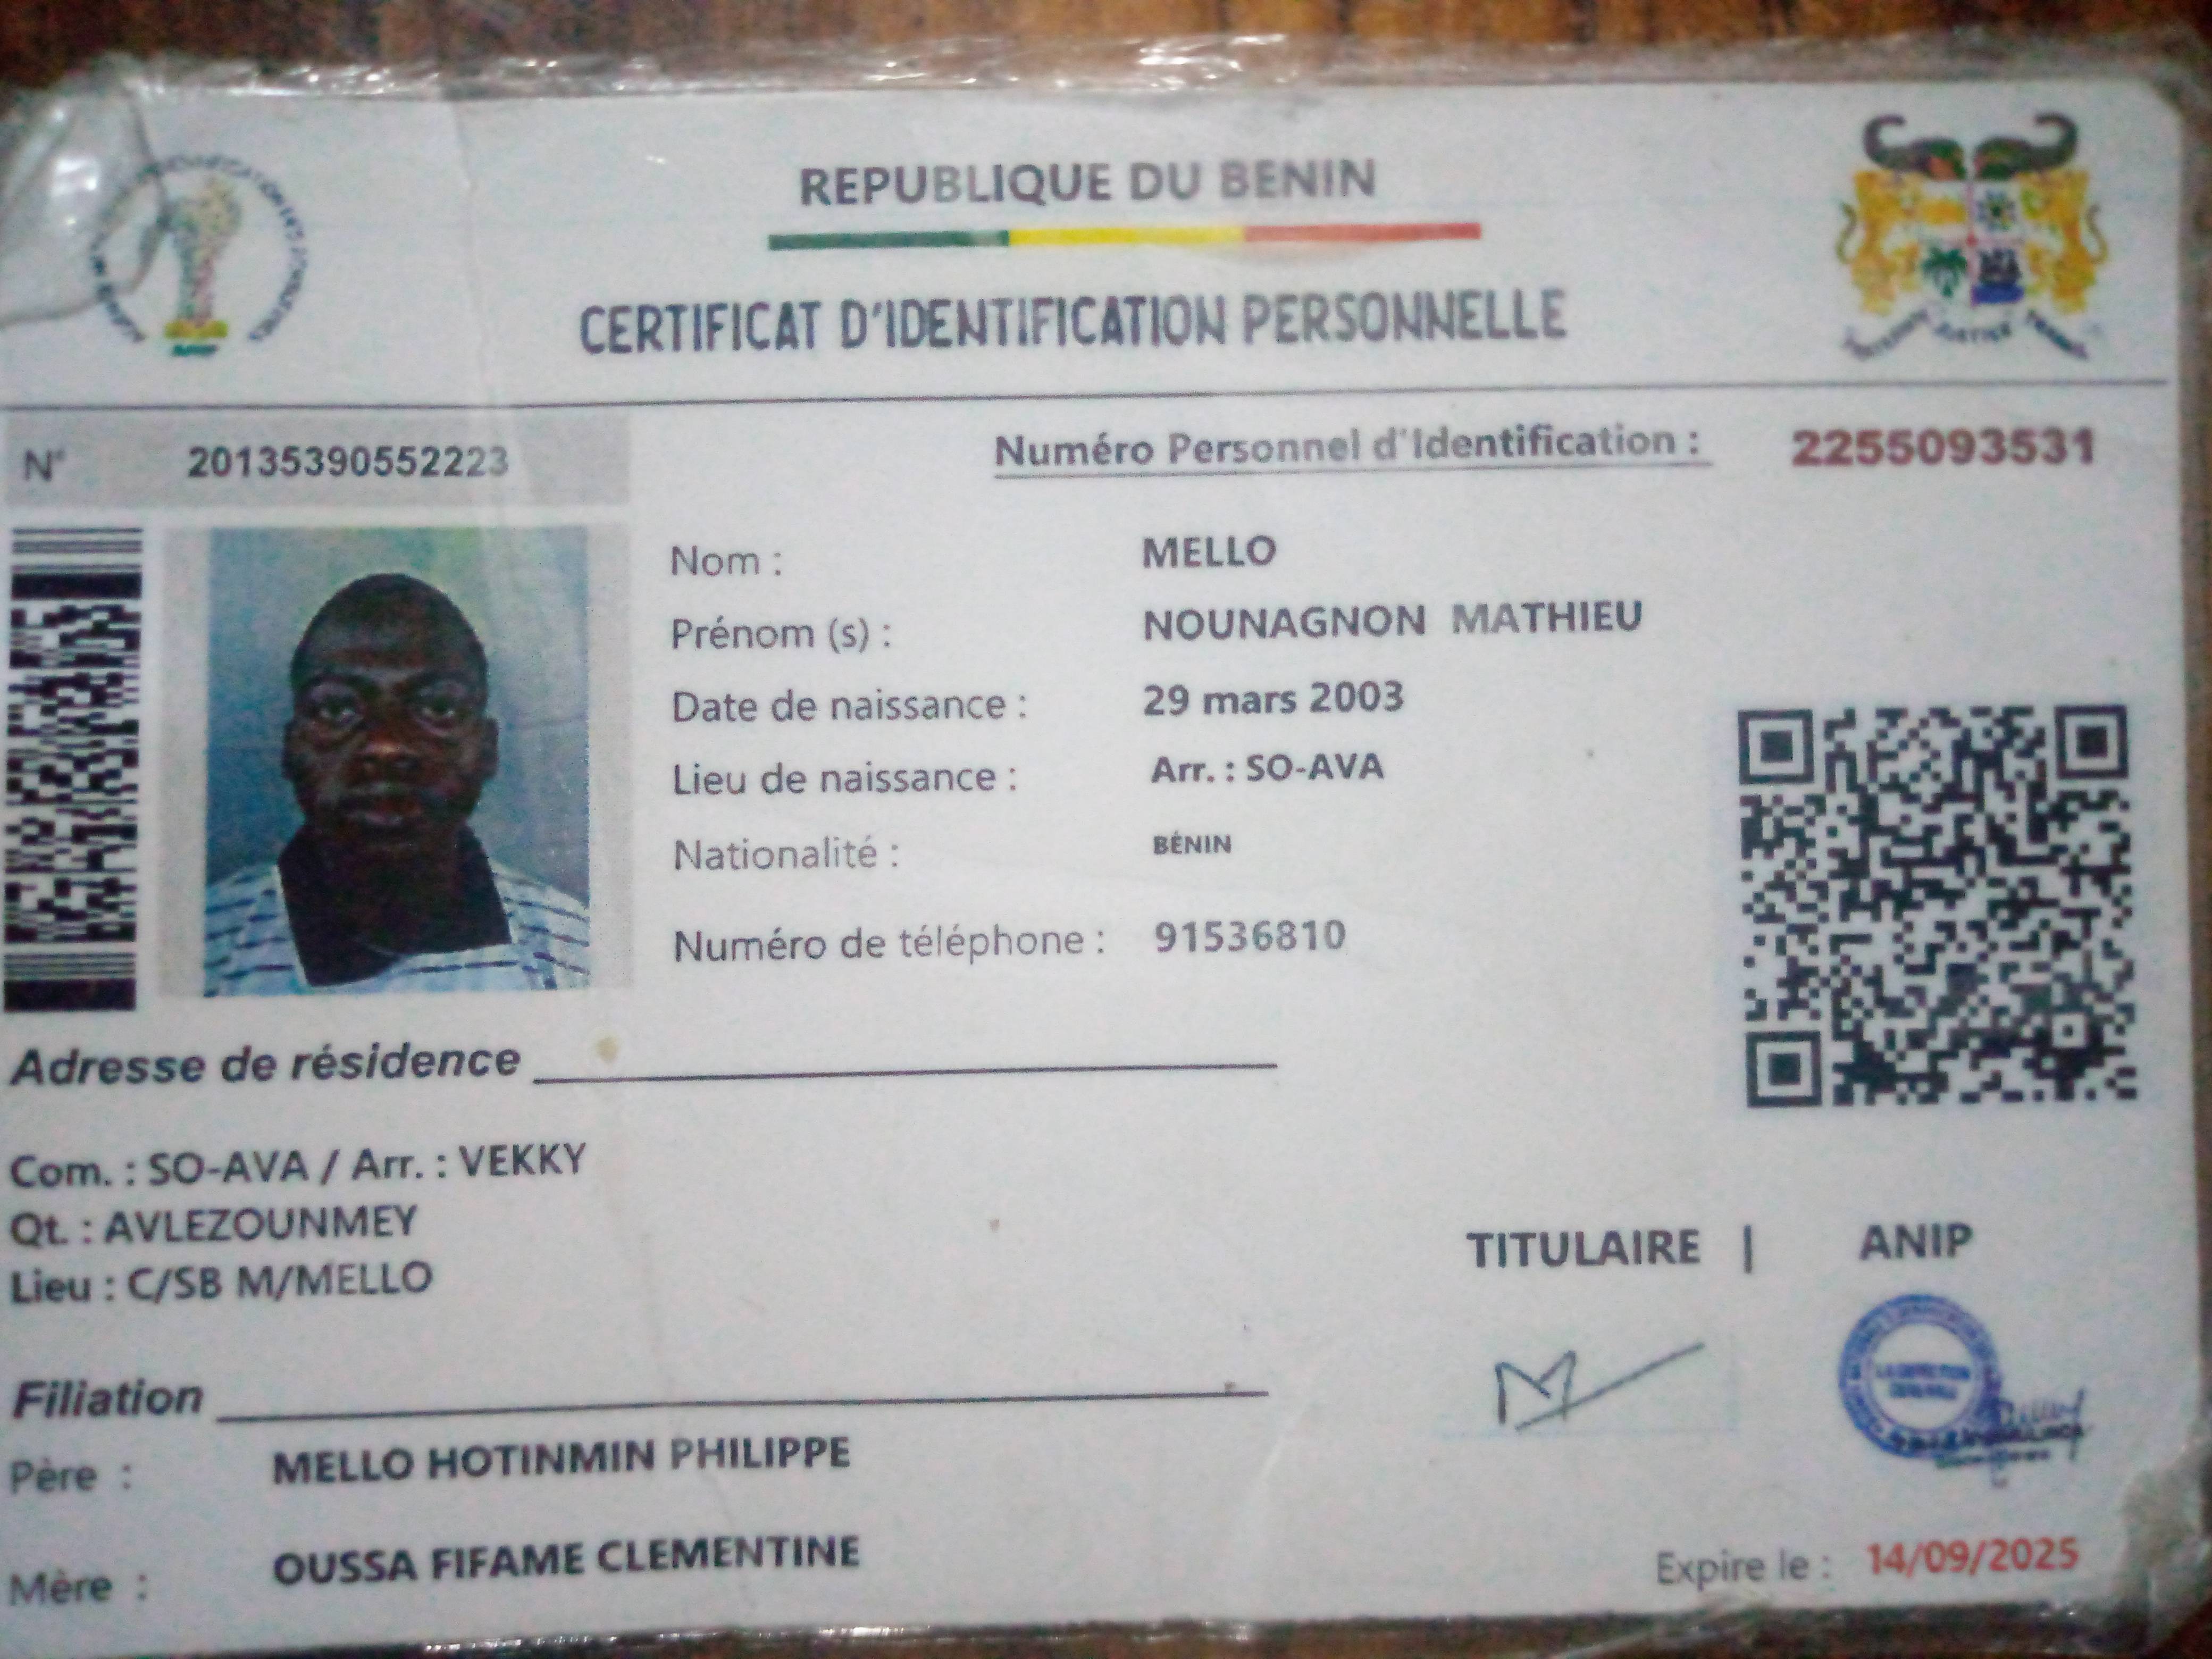 REPUBLIQUE DU BENIN
CERTIFICAT D'IDENTIFICATION PERSONNELLE
N° 20135390552223
Numéro Personnel d'Identification : 2255093531
Nom : MELLO
Prénom (s) : NOUNAGNON MATHIEU
Date de naissance : 29 mars 2003
Lieu de naissance : Arr. : SO-AVA
Nationalité : BÉNIN
Numéro de téléphone : 91536810
Adresse de résidence
Com. : SO-AVA / Arr. : VEKKY
Qt. : AVLEZOUNMEY
Lieu : C/SB M/MELLO
TITULAIRE | ANIP
Filiation
Père : MELLO HOTINMIN PHILIPPE
Mère : OUSSA FIFAME CLEMENTINE
Expire le : 14/09/2025